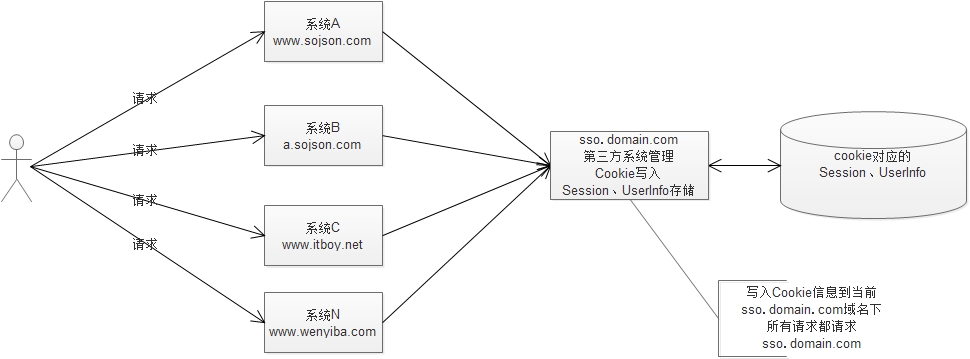 系统A
www.sojson.com
请求
系统B
a.sojson.com
请求
系统C
www.itboy.net
请求
系统N
www.wenyiba.com
请求
sso.domain.com
第三方系统管理
Cookie写入
Session、UserInfo存储
cookie对应的
Session、UserInfo
写入Cookie信息到当前
sso.domain.com域名下
所有请求都请求
sso.domain.com